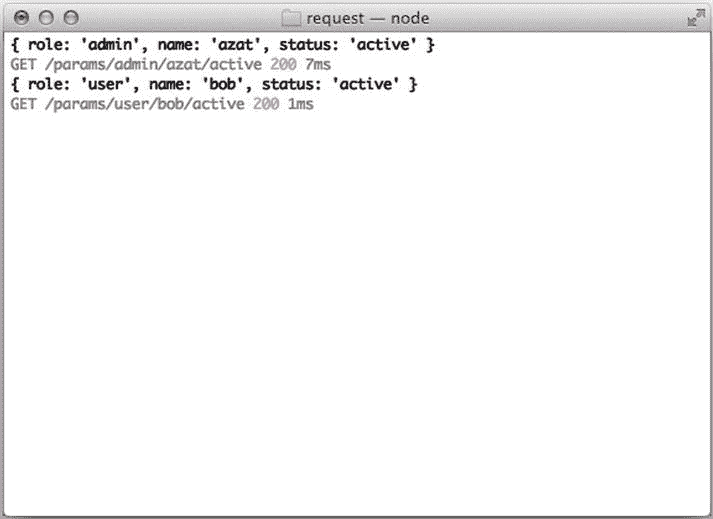 request — node
{ role: 'admin', name: 'azat', status: 'active' }
GET /params/admin/azat/active 200 7ms
{ role: 'user', name: 'bob', status: 'active' }
GET /params/user/bob/active 200 1ms